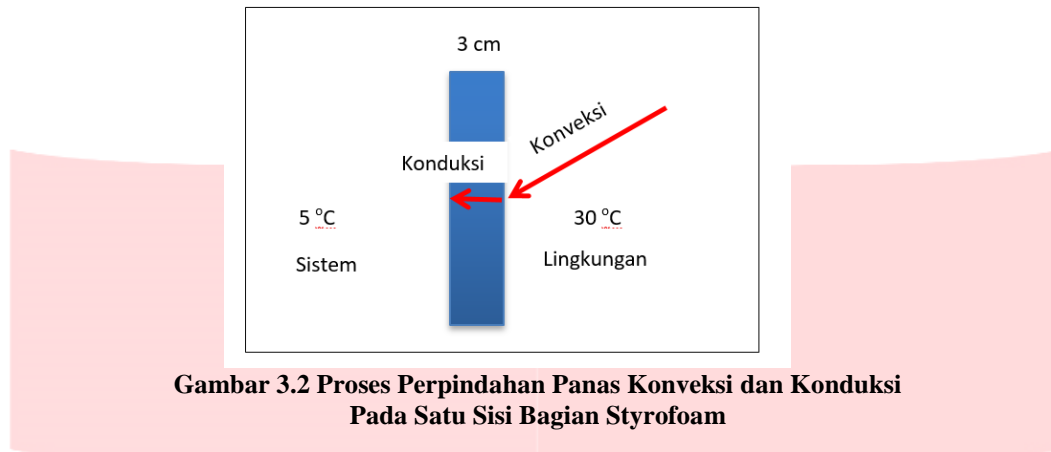 3 cm
Konveksi
Konduksi
5 °C
30 °C
Sistem
Lingkungan
Gambar 3.2 Proses Perpindahan Panas Konveksi dan Konduksi
Pada Satu Sisi Bagian Styrofoam